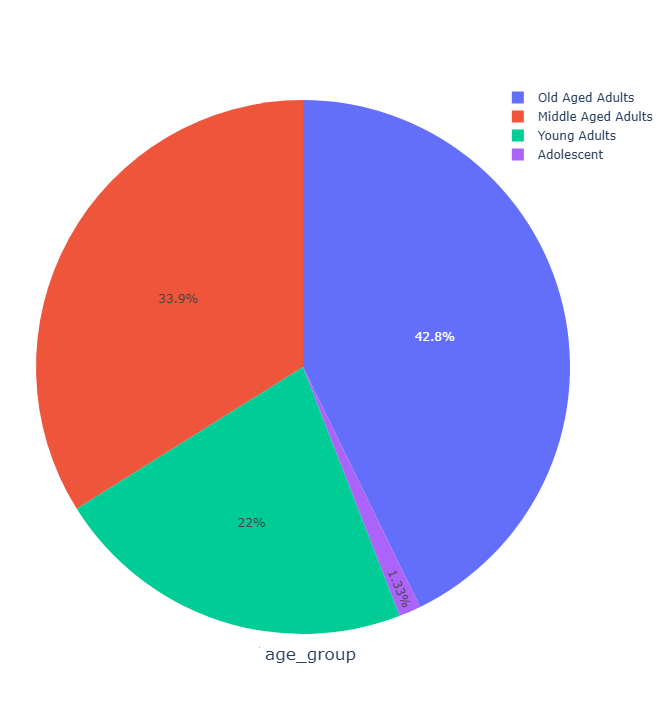 Old Aged Adults
Middle Aged Adults
Young Adults
Adolescent
33.9%
42.8%
22%
1.33%
age_group